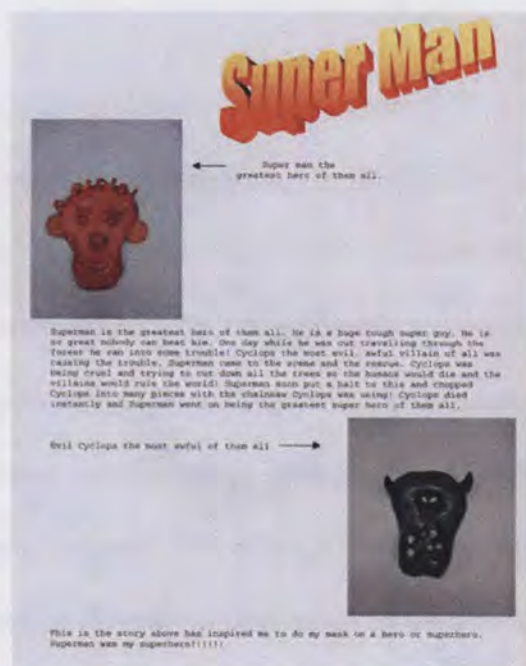 Super Man
Super man the
greatest hero of them all.
Superman is the greatest hero of them all. He is a huge tough super guy. He is
so great nobody can beat him. One day while he was out travelling through the
forest he ran into some trouble! Cyclops the most evil, awful villain of all was
causing the trouble. Superman came to the scene and the rescue. Cyclops was
being cruel and trying to cut down all the trees so the humans would die and the
villains would rule the world! Superman soon put a halt to this and chopped
Cyclops into many pieces with the chainsaw Cyclops was using! Cyclops died
instantly and Superman went on being the greatest super hero of them all.
Evil Cyclops the most awful of them all
This is the story above has inspired me to do my mask on a hero or superhero.
Superman was my superhero!!!!!!